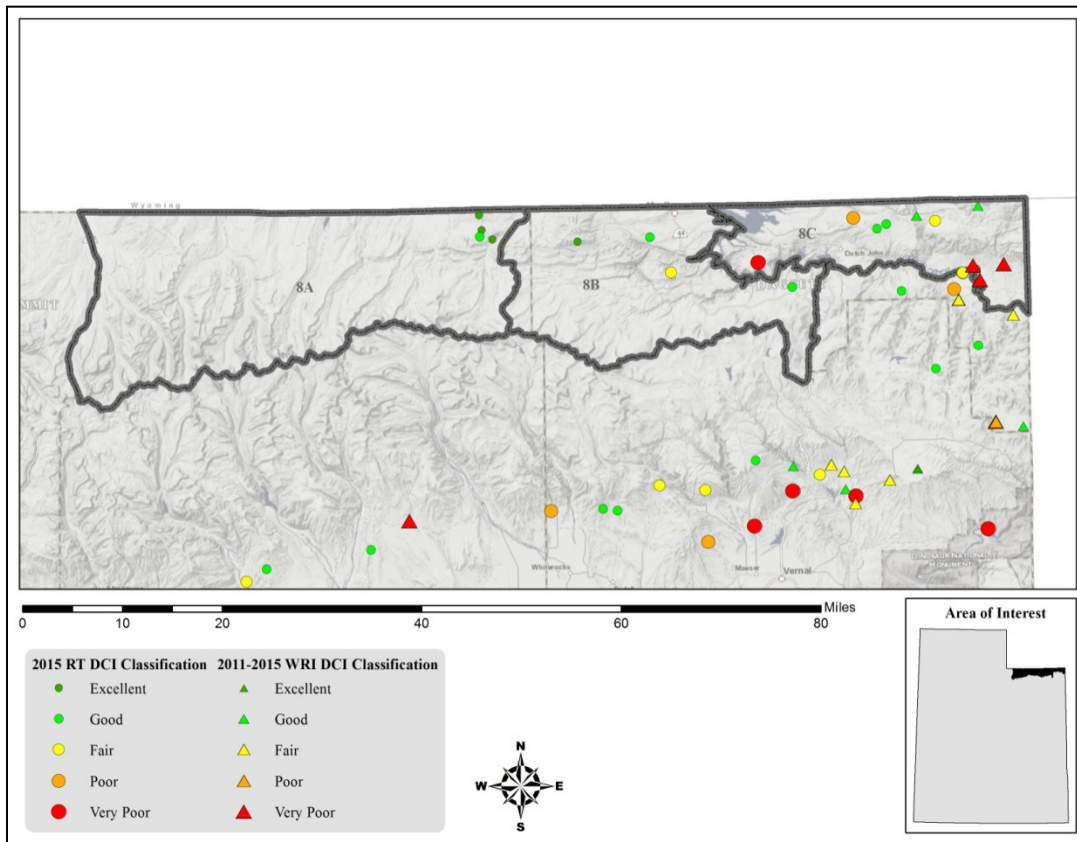 Wyoming
44
8C
Dutch John
8A
8B
Whiterocks
Maeser
Vernal
DINOSAUR NATIONAL
MONUMENT
Miles
0 10 20 40 60 80
Area of Interest
2015 RT DCI Classification 2011-2015 WRI DCI Classification
Excellent Excellent
Good Good
Fair Fair
Poor Poor
Very Poor Very Poor
N
W E
S